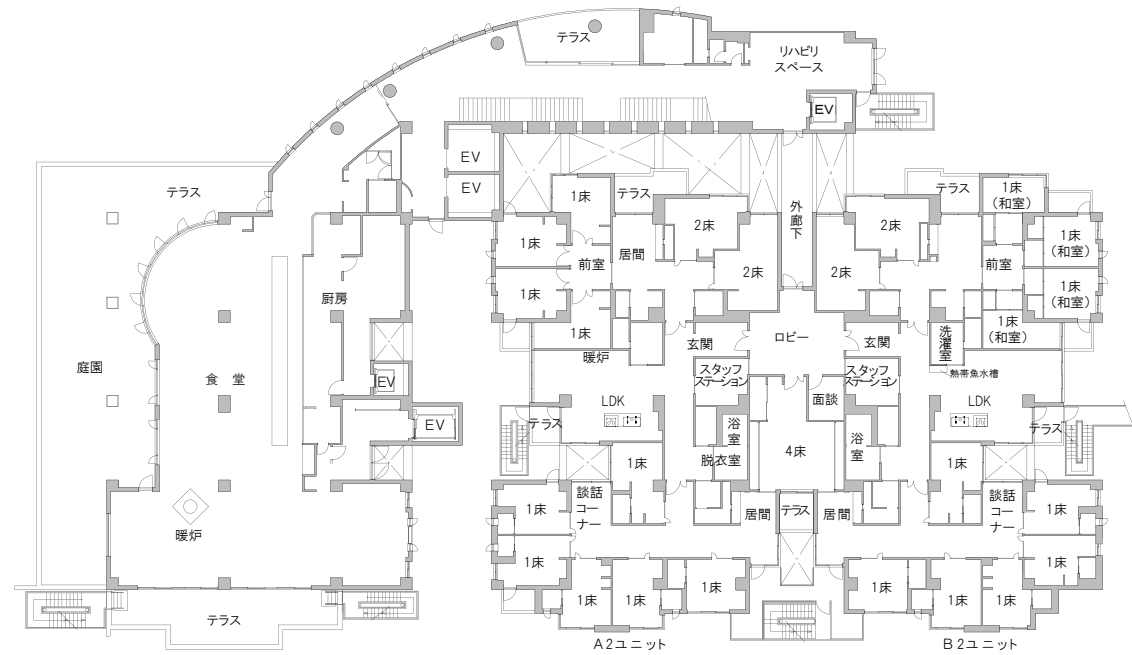 テラス
リハビリ
スペース
EV
EV
EV
テラス
1床
テラス
外廊下
テラス
1床
(和室)
1床
前室
居間
2床
2床
2床
2床
前室
1床
(和室)
1床
1床
(和室)
厨房
1床
暖炉
玄関
ロビー
玄関
洗濯室
1床
(和室)
熱帯魚水槽
庭園
食堂
EV
スタッフ
ステーション
面談
スタッフ
ステーション
LDK
LDK
EV
テラス
浴室
浴室
テラス
脱衣室
4床
1床
1床
談話
コーナー
談話
コーナー
1床
居間
テラス
居間
1床
暖炉
1床
1床
1床
1床
1床
1床
1床
1床
テラス
A2ユニット
B2ユニット